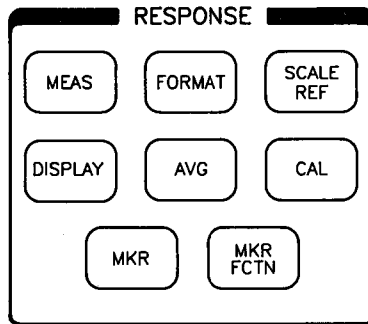 RESPONSE
MEAS
FORMAT
SCALE
REF
DISPLAY
AVG
CAL
MKR
MKR
FCTN